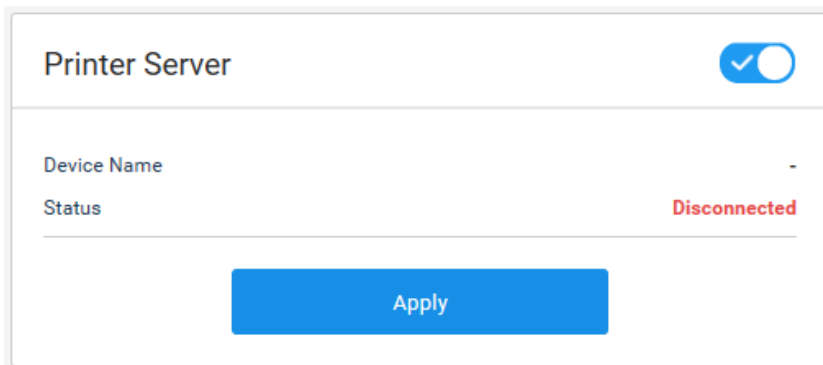 Printer Server
Device Name -
Status Disconnected
Apply